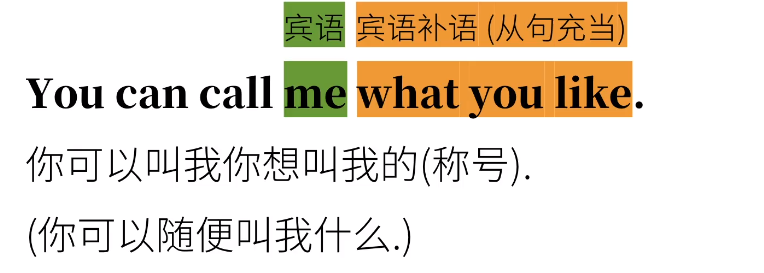 宾语 宾语补语 (从句充当)
You can call me what you like.
你可以叫我你想叫我的(称号).
(你可以随便叫我什么.)